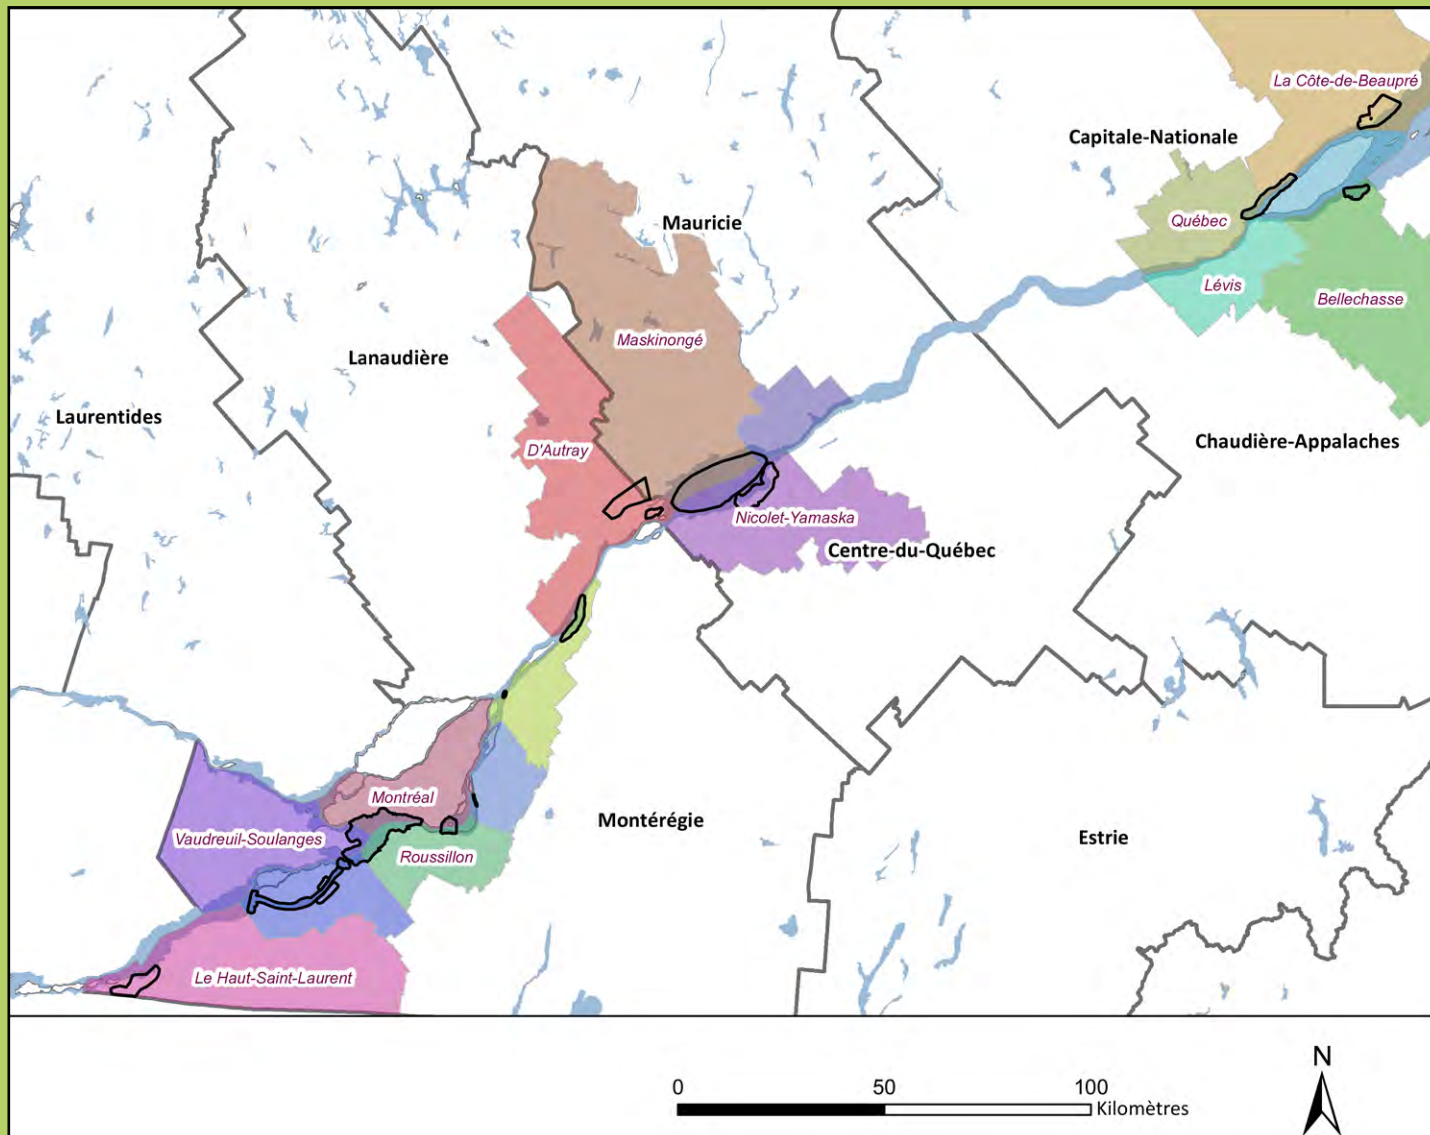 La Côte-de-Beaupré
Capitale-Nationale
Mauricie
Québec
Lévis
Bellechasse
Maskinongé
Lanaudière
Laurentides
D'Autray
Chaudière-Appalaches
Nicolet-Yamaska
Centre-du-Québec
Montréal
Montérégie
Vaudreuil-Soulanges
Roussillon
Estrie
Le Haut-Saint-Laurent
N
0 50 100
Kilomètres